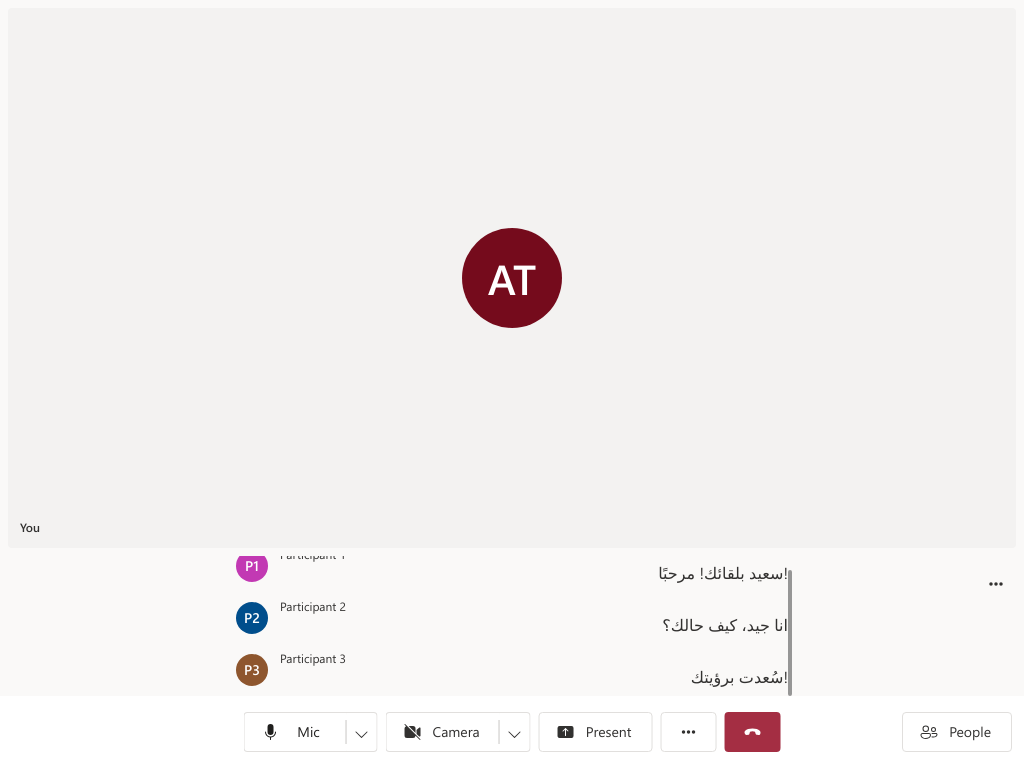 AT
You
P1
Participant 1
!سعيد بلقائك! مرحبًا
P2
Participant 2
انا جيد، كيف حالك؟
P3
Participant 3
!سُعدت برؤيتك
Mic
Camera
Present
People